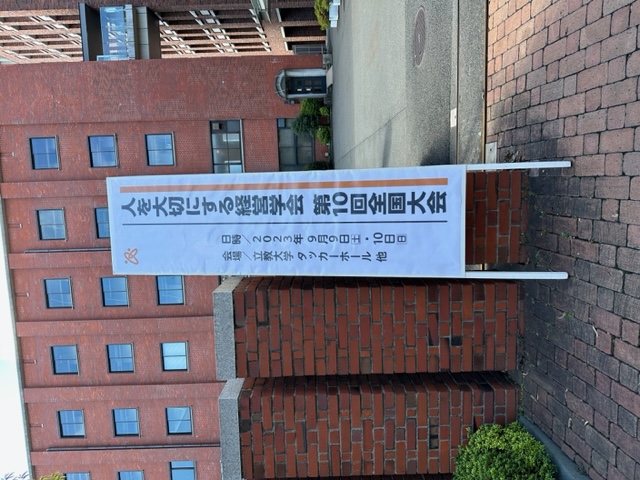 人を大切にする経営学会 第10回全国大会
日時／2023年9月9日㊏・10日㊐
会場／立教大学 タッカーホール 他